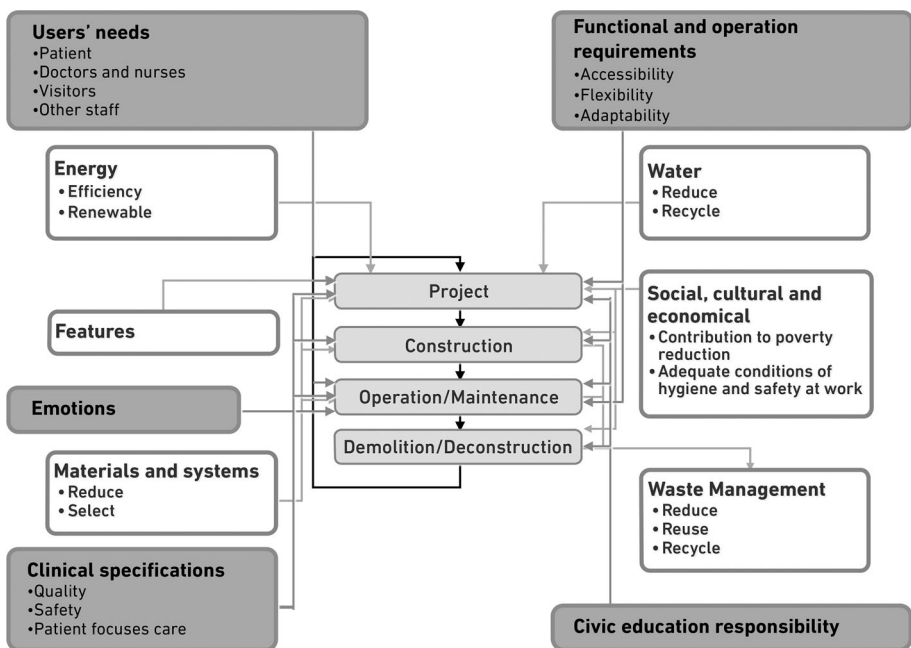 Users' needs
•Patient
•Doctors and nurses
•Visitors
•Other staff
Functional and operation
requirements
•Accessibility
•Flexibility
•Adaptability
Energy
• Efficiency
• Renewable
Water
• Reduce
• Recycle
Project
Features
Social, cultural and
economical
• Contribution to poverty
reduction
• Adequate conditions of
hygiene and safety at work
Construction
Operation/Maintenance
Emotions
Demolition/Deconstruction
Materials and systems
• Reduce
• Select
Waste Management
• Reduce
• Reuse
• Recycle
Clinical specifications
•Quality
•Safety
•Patient focuses care
Civic education responsibility